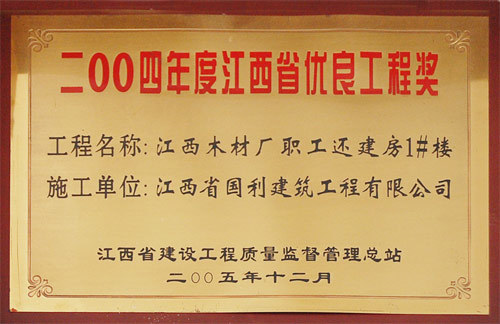 二00四年度江西省优良工程奖
工程名称:江西木材厂职工还建房1#楼
施工单位:江西省国利建筑工程有限公司
江西省建设工程质量监督管理总站
二00五年十二月